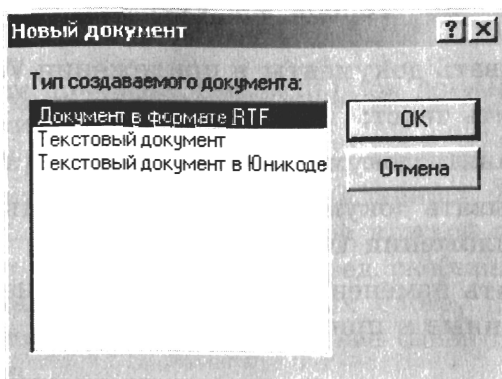 Новый документ
Тип создаваемого документа:
Документ в формате RTF
Текстовый документ
Текстовый документ в Юникоде
OK
Отмена